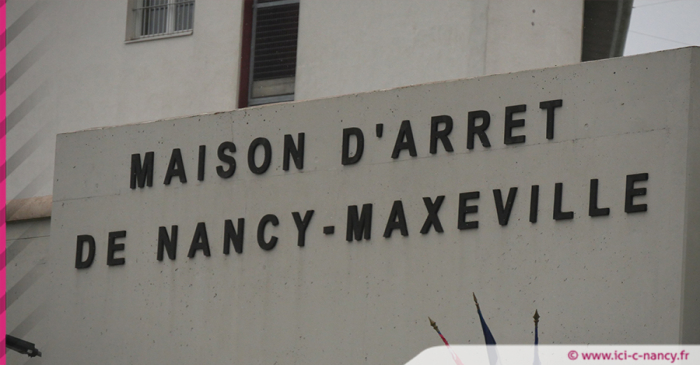 MAISON D'ARRET
DE NANCY-MAXEVILLE
© www.ici-c-nancy.fr